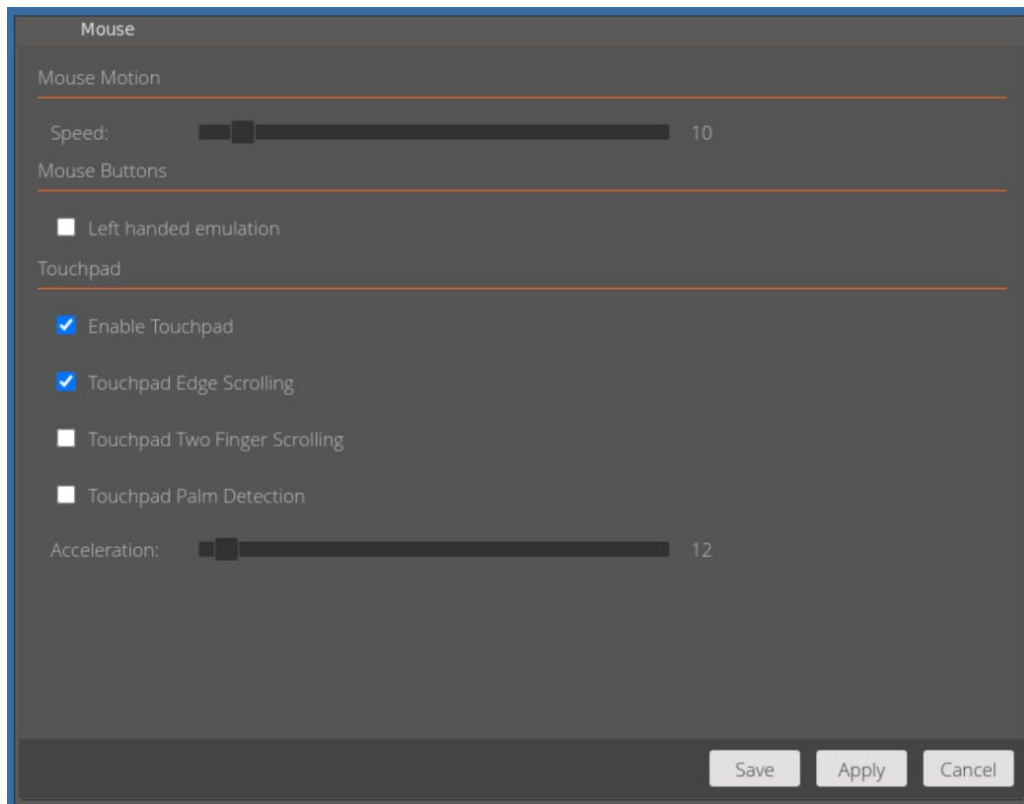 Mouse
Mouse Motion
Speed: 10
Mouse Buttons
Left handed emulation
Touchpad
Enable Touchpad
Touchpad Edge Scrolling
Touchpad Two Finger Scrolling
Touchpad Palm Detection
Acceleration: 12
Save Apply Cancel